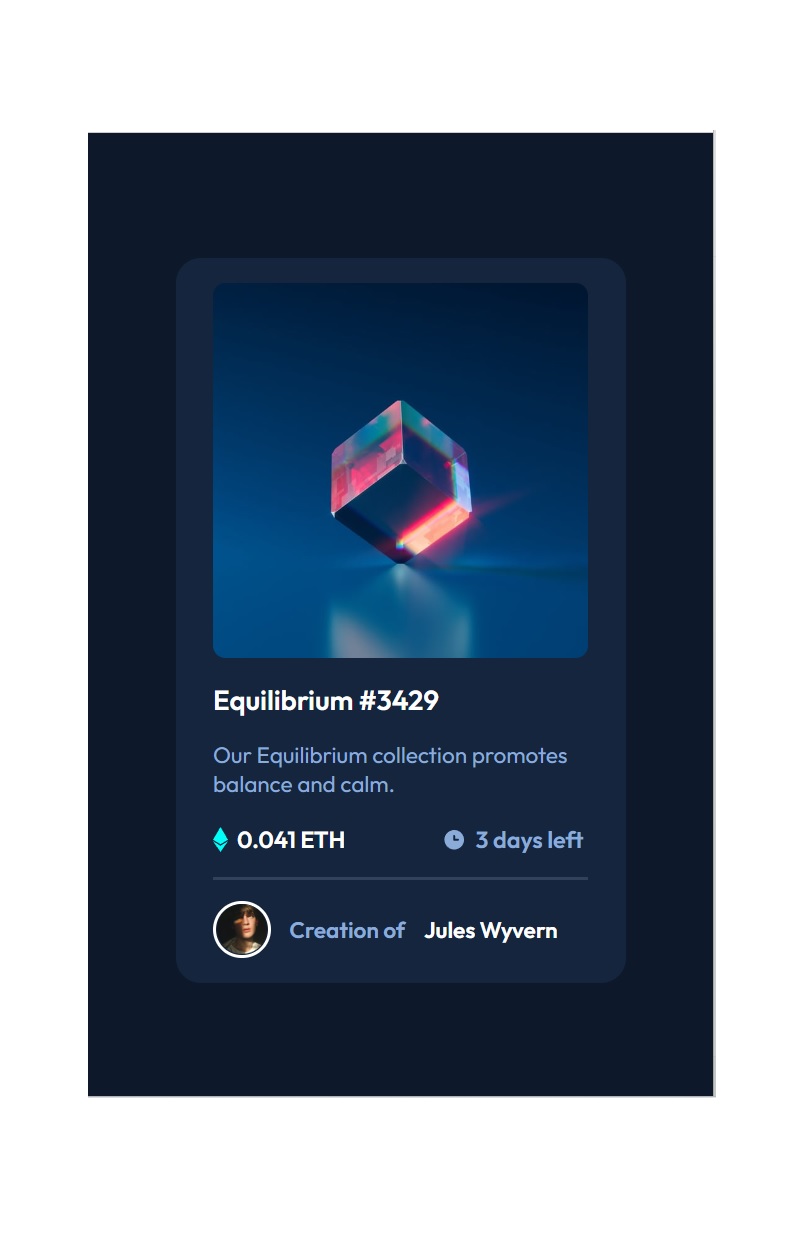 Equilibrium #3429
Our Equilibrium collection promotes
balance and calm.
0.041 ETH 3 days left
Creation of Jules Wyvern